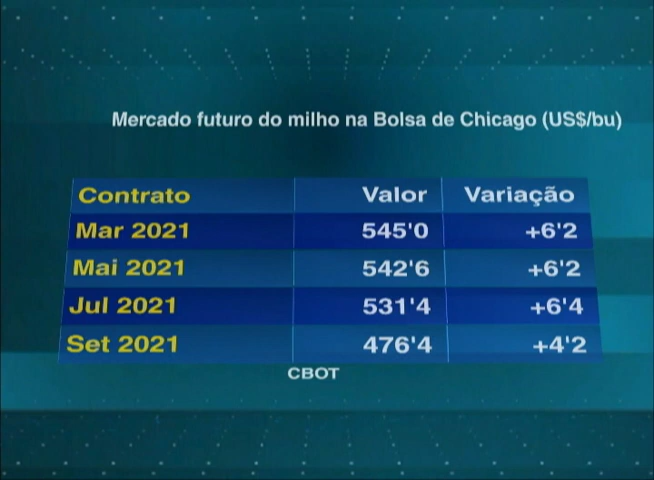 Mercado futuro do milho na Bolsa de Chicago (US$/bu)
Contrato Valor Variação
Mar 2021 545'0 +6'2
Mai 2021 542'6 +6'2
Jul 2021 531'4 +6'4
Set 2021 476'4 +4'2
CBOT